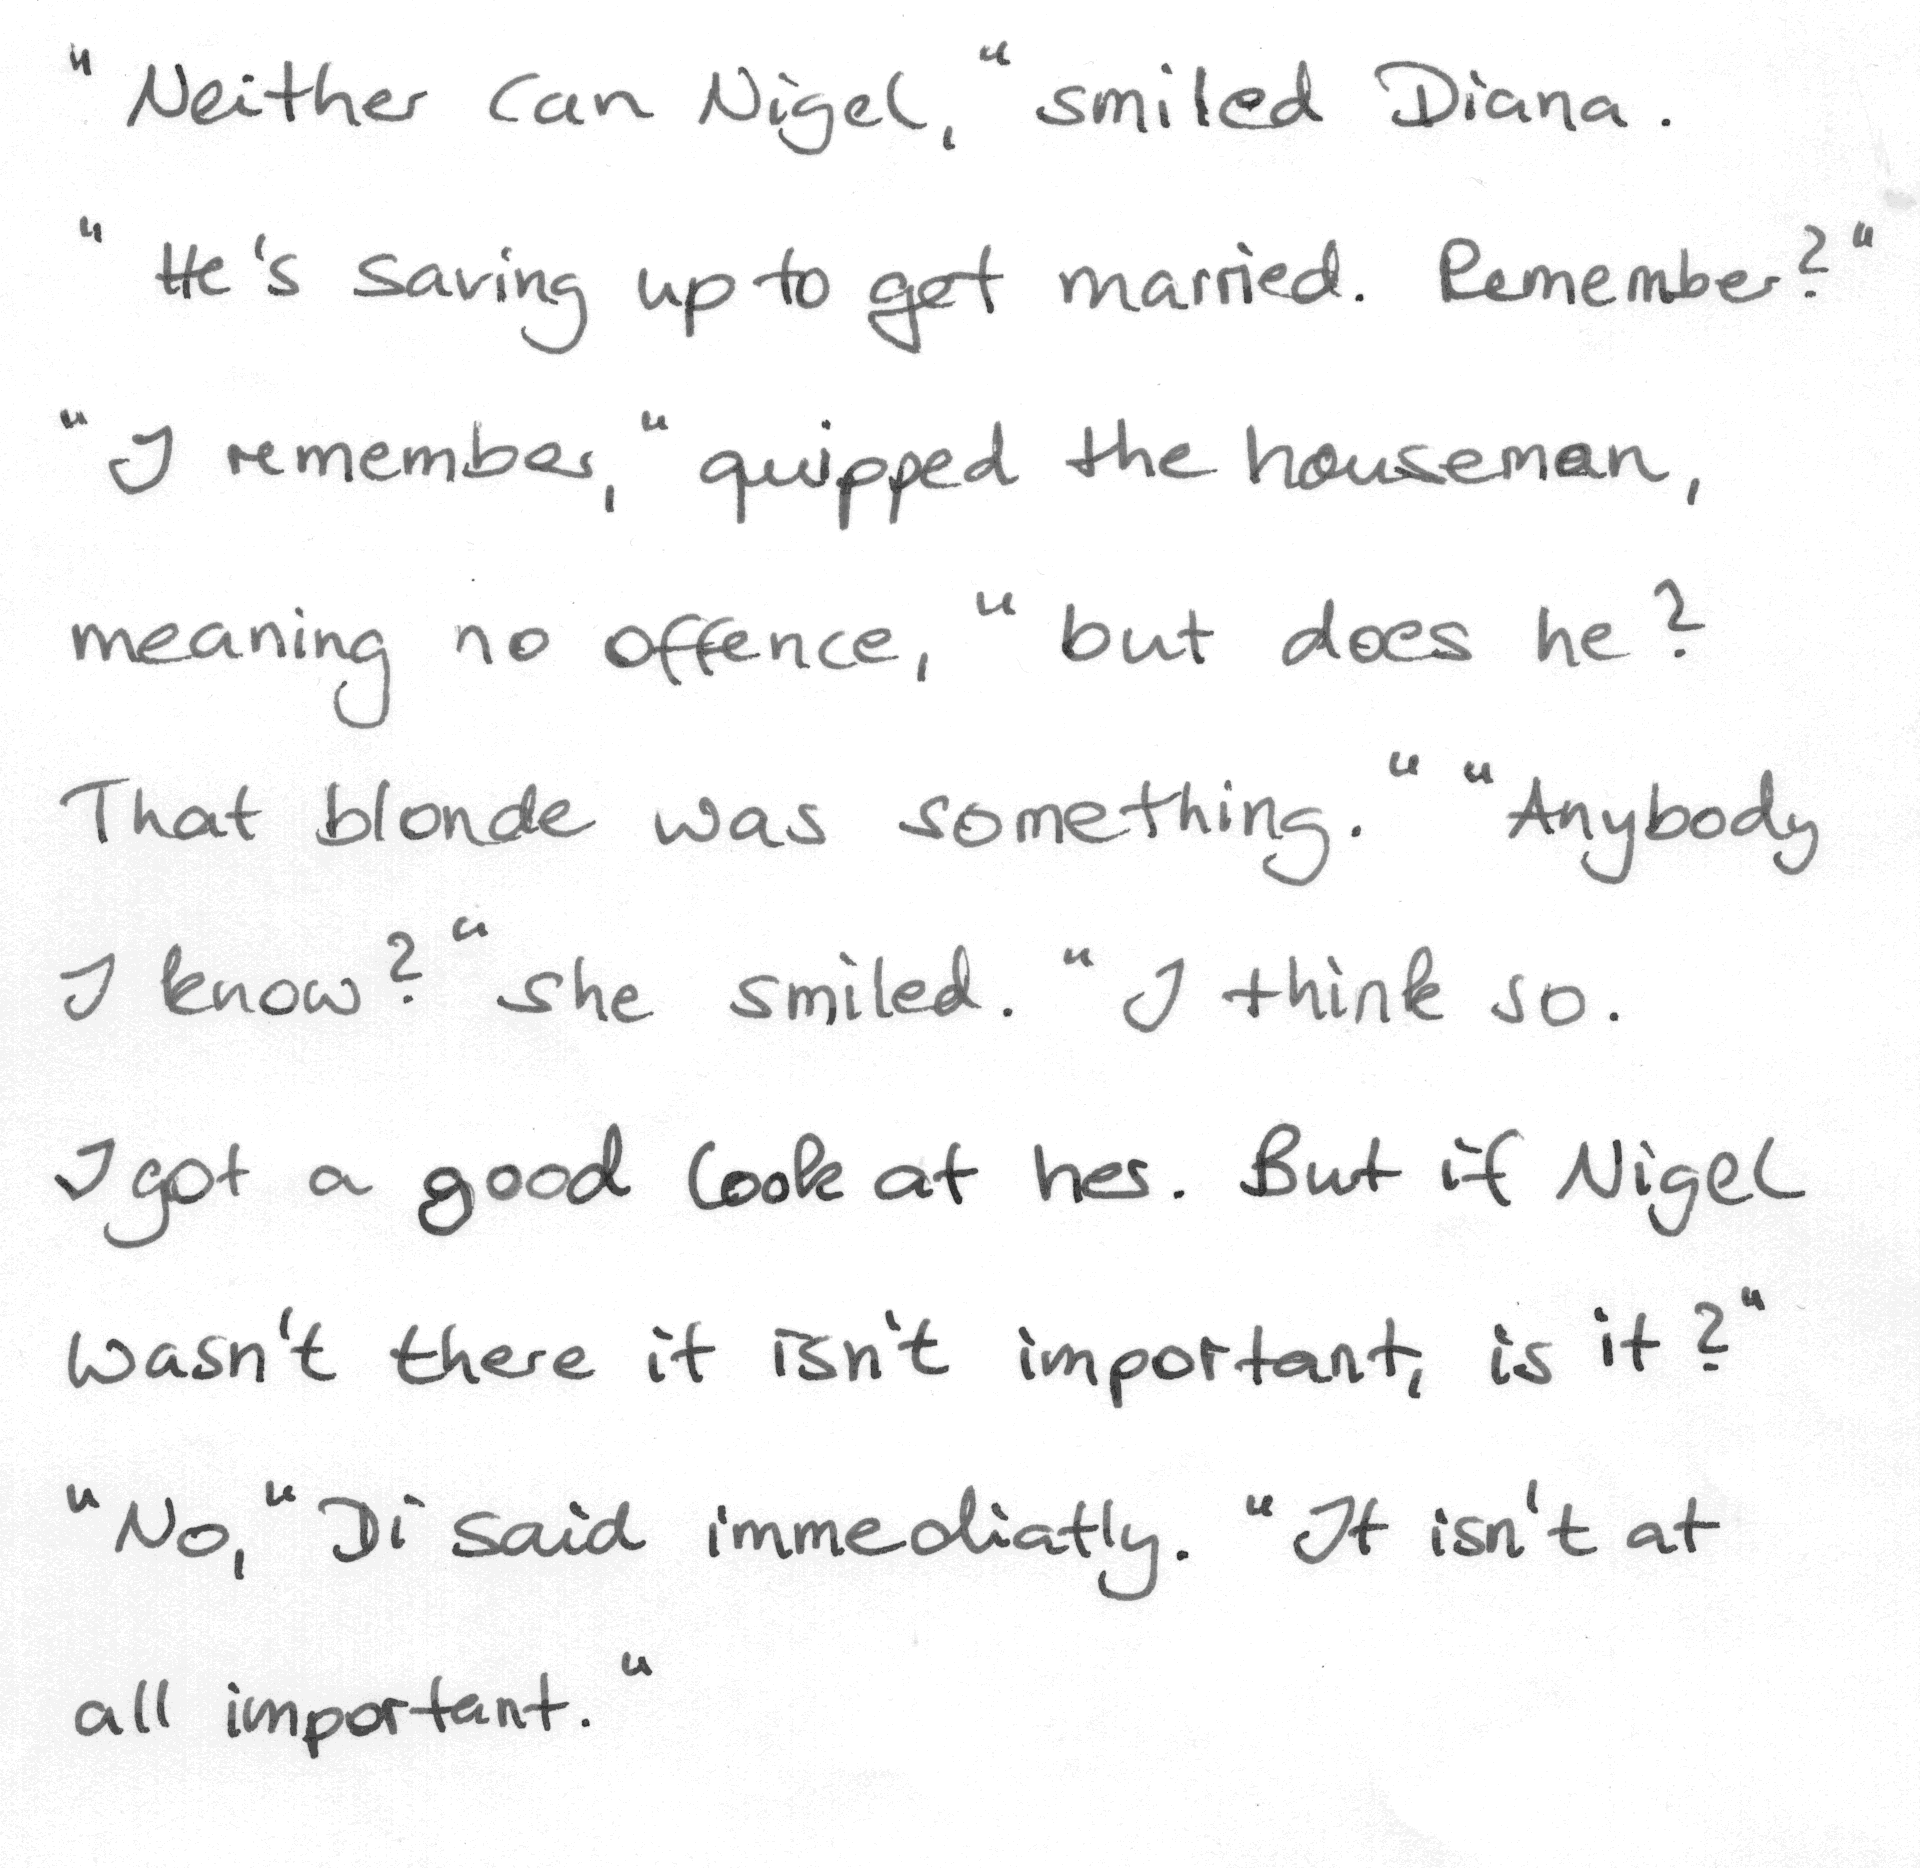 "Neither can Nigel," smiled Diana.
"He's saving up to get married. Remember?"
"I remember," quipped the houseman,
meaning no offence, "but does he?
That blonde was something." "Anybody
I know?" she smiled. "I think so.
I got a good look at her. But if Nigel
wasn't there it isn't important, is it?"
"No," Di said immediatly. "It isn't at
all important."